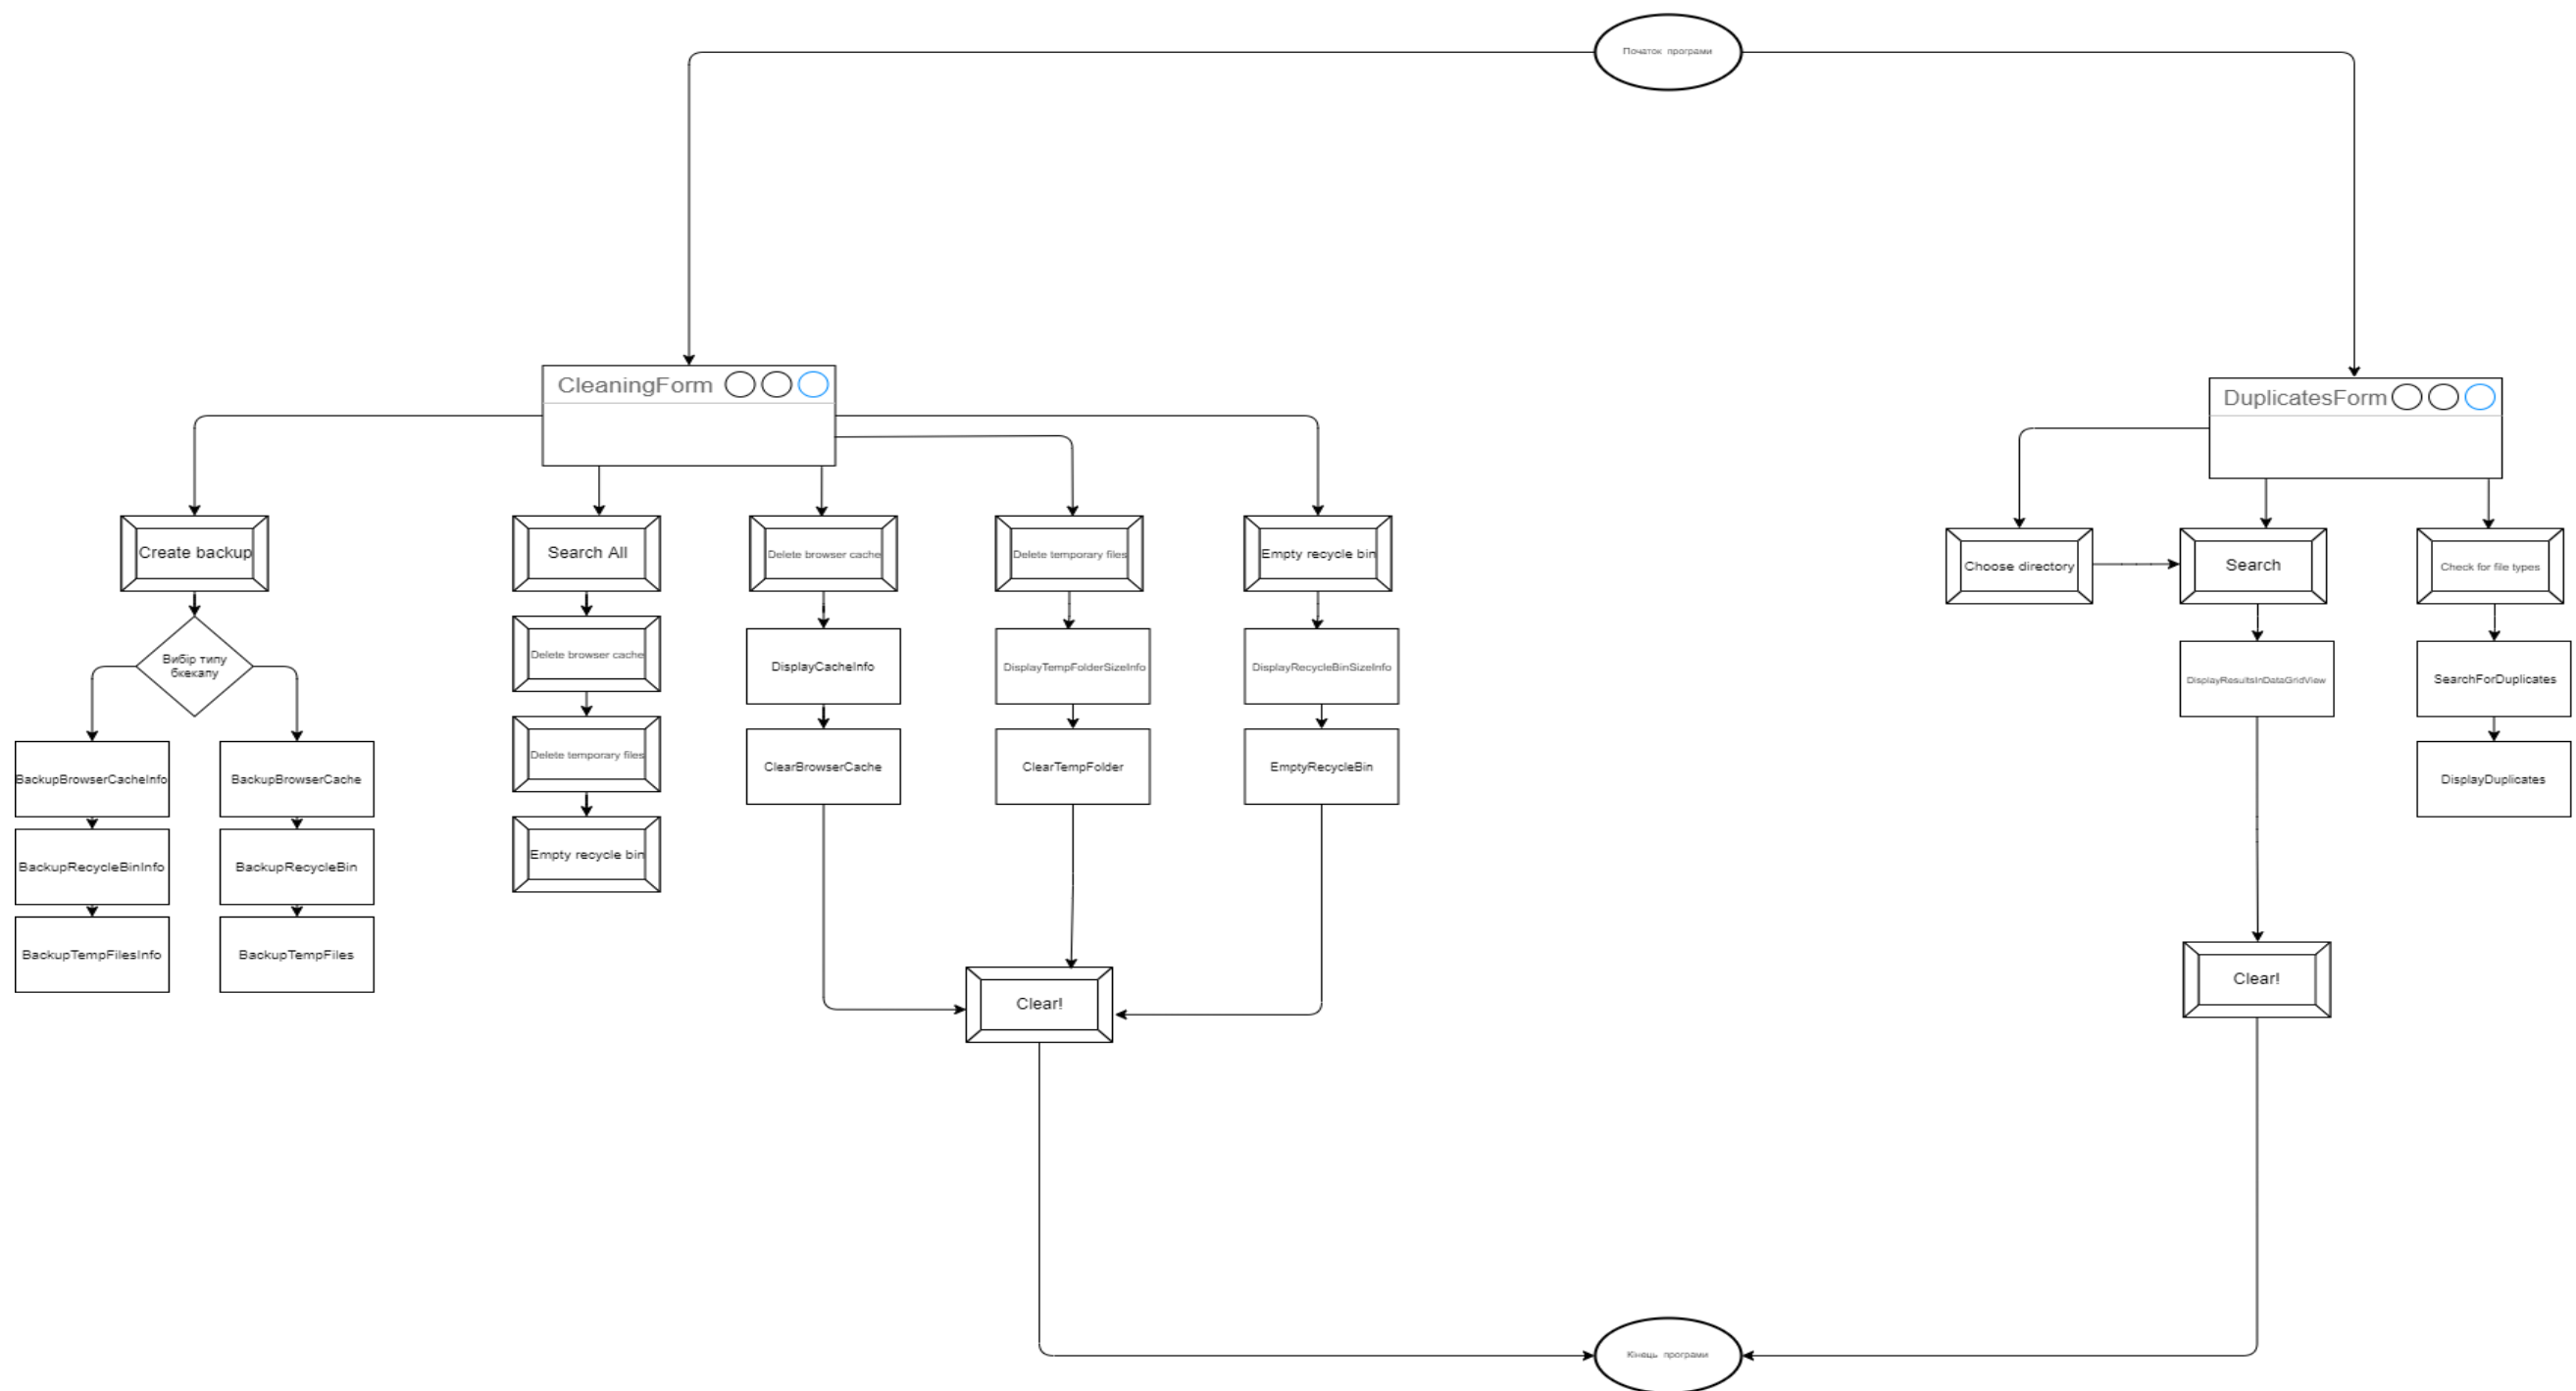 Початок програми
CleaningForm
DuplicatesForm
Create backup
Search All
Delete browser cache
Delete temporary files
Empty recycle bin
Choose directory
Search
Check for file types
Вибір типу
бкекапу
Delete browser cache
DisplayCacheInfo
DisplayTempFolderSizeInfo
DisplayRecycleBinSizeInfo
DisplayResultsInDataGridView
SearchForDuplicates
BackupBrowserCacheInfo
BackupBrowserCache
Delete temporary files
ClearBrowserCache
ClearTempFolder
EmptyRecycleBin
DisplayDuplicates
BackupRecycleBinInfo
BackupRecycleBin
Empty recycle bin
BackupTempFilesInfo
BackupTempFiles
Clear!
Clear!
Кінець програми